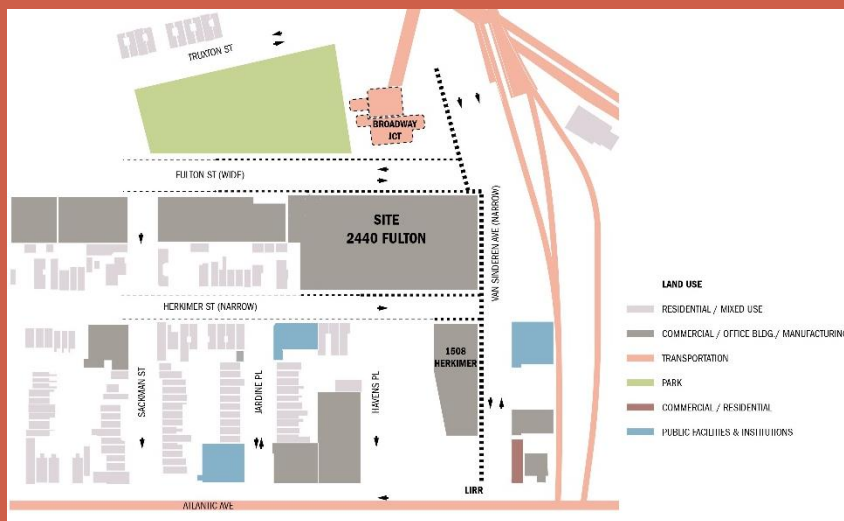 TRUXTON ST
BROADWAY
JCT
FULTON ST (WIDE)
SITE
2440 FULTON
VAN SINDEREN AVE (NARROW)
HERKIMER ST (NARROW)
1508
HERKIMER
SACKMAN ST
JARDINE PL
HAVENS PL
LIRR
ATLANTIC AVE
LAND USE
RESIDENTIAL / MIXED USE
COMMERCIAL / OFFICE BLDG./ MANUFACTURING
TRANSPORTATION
PARK
COMMERCIAL / RESIDENTIAL
PUBLIC FACILITIES & INSTITUTIONS